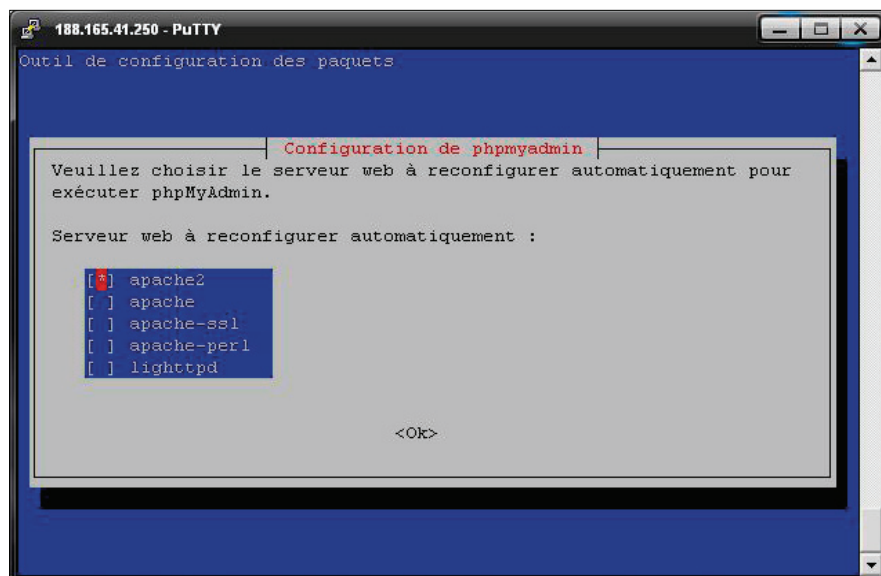 188.165.41.250 - PuTTY
Outil de configuration des paquets
Configuration de phpmyadmin
Veuillez choisir le serveur web à reconfigurer automatiquement pour
exécuter phpMyAdmin.
Serveur web à reconfigurer automatiquement :
[*] apache2
[ ] apache
[ ] apache-ssl
[ ] apache-perl
[ ] lighttpd
<Ok>